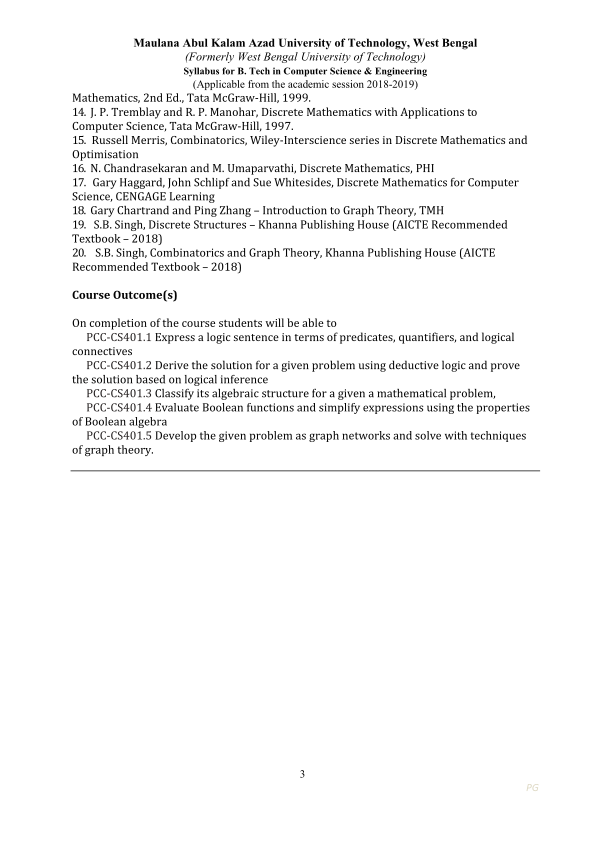 Maulana Abul Kalam Azad University of Technology, West Bengal
(Formerly West Bengal University of Technology)
Syllabus for B. Tech in Computer Science & Engineering
(Applicable from the academic session 2018-2019)
Mathematics, 2nd Ed., Tata McGraw-Hill, 1999.
14. J. P. Tremblay and R. P. Manohar, Discrete Mathematics with Applications to
Computer Science, Tata McGraw-Hill, 1997.
15. Russell Merris, Combinatorics, Wiley-Interscience series in Discrete Mathematics and
Optimisation
16. N. Chandrasekaran and M. Umaparvathi, Discrete Mathematics, PHI
17. Gary Haggard, John Schlipf and Sue Whitesides, Discrete Mathematics for Computer
Science, CENGAGE Learning
18. Gary Chartrand and Ping Zhang – Introduction to Graph Theory, TMH
19. S.B. Singh, Discrete Structures – Khanna Publishing House (AICTE Recommended
Textbook – 2018)
20. S.B. Singh, Combinatorics and Graph Theory, Khanna Publishing House (AICTE
Recommended Textbook – 2018)
Course Outcome(s)
On completion of the course students will be able to
PCC-CS401.1 Express a logic sentence in terms of predicates, quantifiers, and logical
connectives
PCC-CS401.2 Derive the solution for a given problem using deductive logic and prove
the solution based on logical inference
PCC-CS401.3 Classify its algebraic structure for a given a mathematical problem,
PCC-CS401.4 Evaluate Boolean functions and simplify expressions using the properties
of Boolean algebra
PCC-CS401.5 Develop the given problem as graph networks and solve with techniques
of graph theory.
3
PG